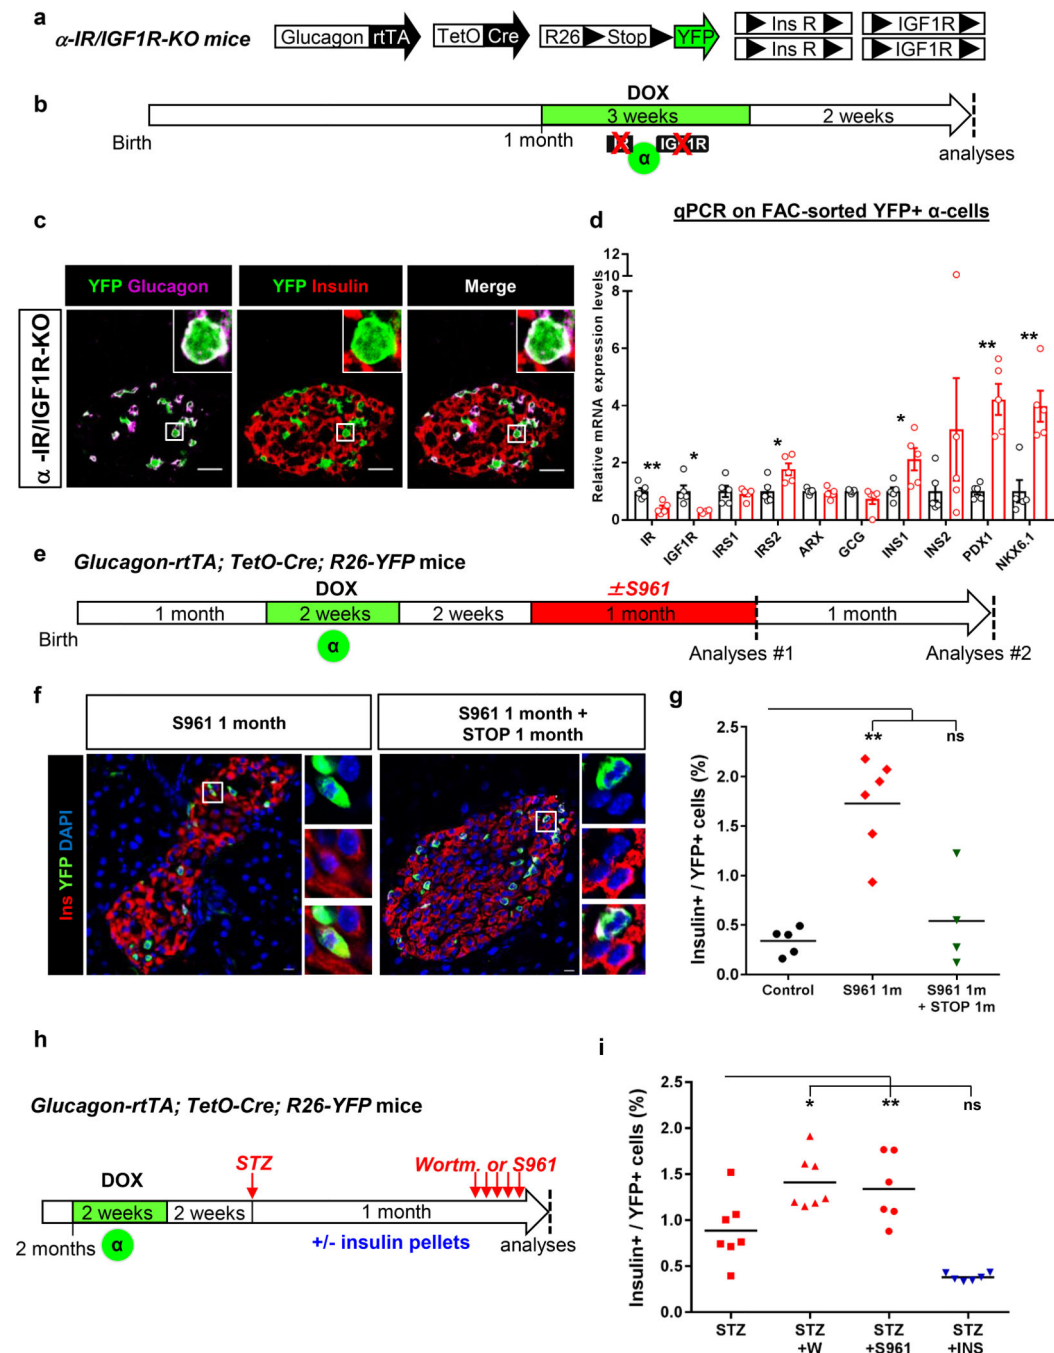 a
α-IR/IGF1R-KO mice
Glucagon rtTA
TetO Cre
R26 Stop YFP
Ins R
Ins R
IGF1R
IGF1R
b
DOX
3 weeks
2 weeks
Birth
1 month
IR
IGF1R
α
analyses
c
YFP Glucagon
YFP Insulin
Merge
α-IR/IGF1R-KO
d
qPCR on FAC-sorted YFP+ α-cells
Relative mRNA expression levels
12
10
8
6
4
2
0
**
*
*
*
**
**
IR
IGF1R
IRS1
IRS2
ARX
GCG
INS1
INS2
PDX1
NKX6.1
e
Glucagon-rtTA; TetO-Cre; R26-YFP mice
DOX
±S961
1 month
2 weeks
2 weeks
1 month
1 month
Birth
α
Analyses #1
Analyses #2
f
S961 1 month
S961 1 month +
STOP 1 month
Ins YFP DAPI
g
Insulin+ / YFP+ cells (%)
2.5
2.0
1.5
1.0
0.5
0.0
**
ns
Control
S961 1m
S961 1m
+ STOP 1m
h
Glucagon-rtTA; TetO-Cre; R26-YFP mice
DOX
STZ
Wortm. or S961
2 weeks
2 weeks
1 month
2 months
α
+/- insulin pellets
analyses
i
Insulin+ / YFP+ cells (%)
2.5
2.0
1.5
1.0
0.5
0.0
*
**
ns
STZ
STZ
+W
STZ
+S961
STZ
+INS